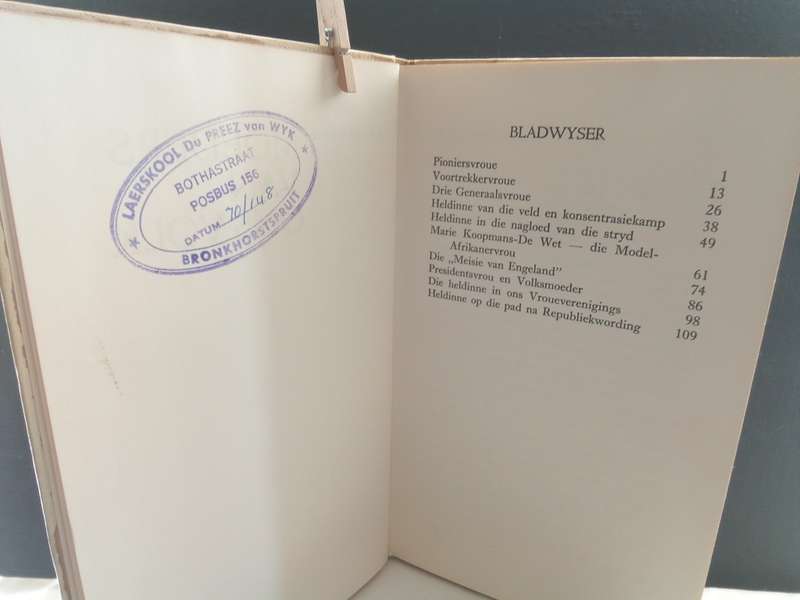 LAERSKOOL DU PREEZ van WYK
BOTHASTRAAT
POSBUS 156
DATUM 70/148
BRONKHORSTSPRUIT
BLADWYSER
Pioniersvroue 1
Voortrekkervroue 13
Drie Generaalsvroue 26
Heldinne van die veld en konsentrasiekamp 38
Heldinne in die nagloed van die stryd 49
Marie Koopmans-De Wet — die Model-
Afrikanervrou 61
Die „Meisie van Engeland” 74
Presidentsvrou en Volksmoeder 86
Die heldinne in ons Vroueverenigings 98
Heldinne op die pad na Republiekwording 109